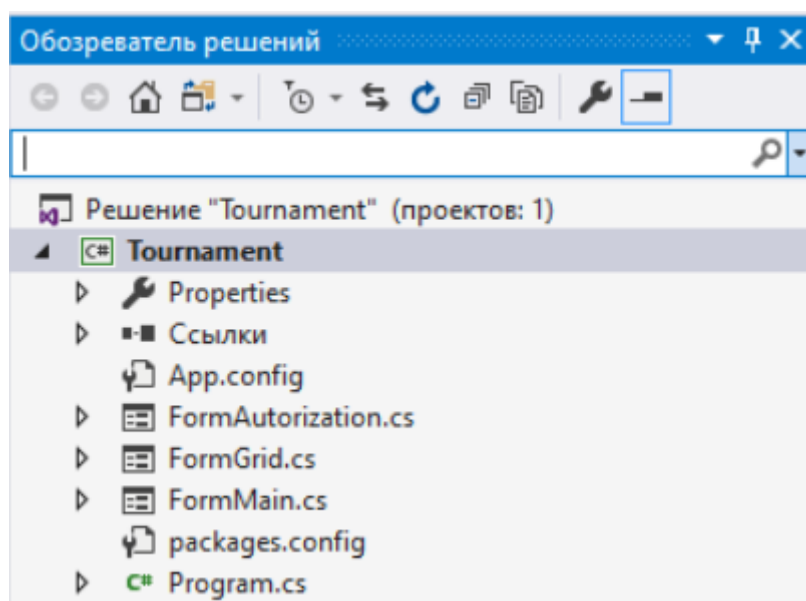 Обозреватель решений
Решение "Tournament" (проектов: 1)
C# Tournament
Properties
Ссылки
App.config
FormAutorization.cs
FormGrid.cs
FormMain.cs
packages.config
C# Program.cs